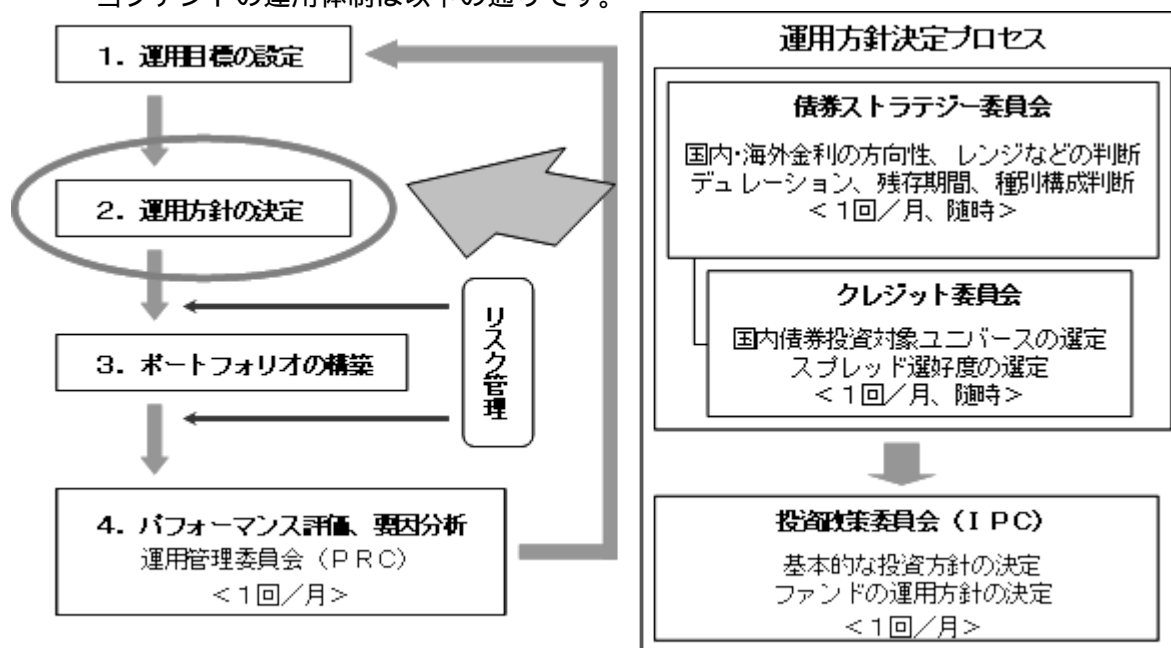 の運用体制は以下の通りです。
1. 運用目標の設定
2. 運用方針の決定
3. ポートフォリオの構築
リスク管理
4. パフォーマンス評価、要因分析
運用管理委員会(PRC)
<1回/月>
運用方針決定プロセス
債券ストラテジー委員会
国内・海外金利の方向性、レンジなどの判断
デュレーション、残存期間、種別構成判断
<1回/月、随時>
クレジット委員会
国内債券投資対象ユニバースの選定
スプレッド選好度の選定
<1回/月、随時>
投資政策委員会(IPC)
基本的な投資方針の決定
ファンドの運用方針の決定
<1回/月>